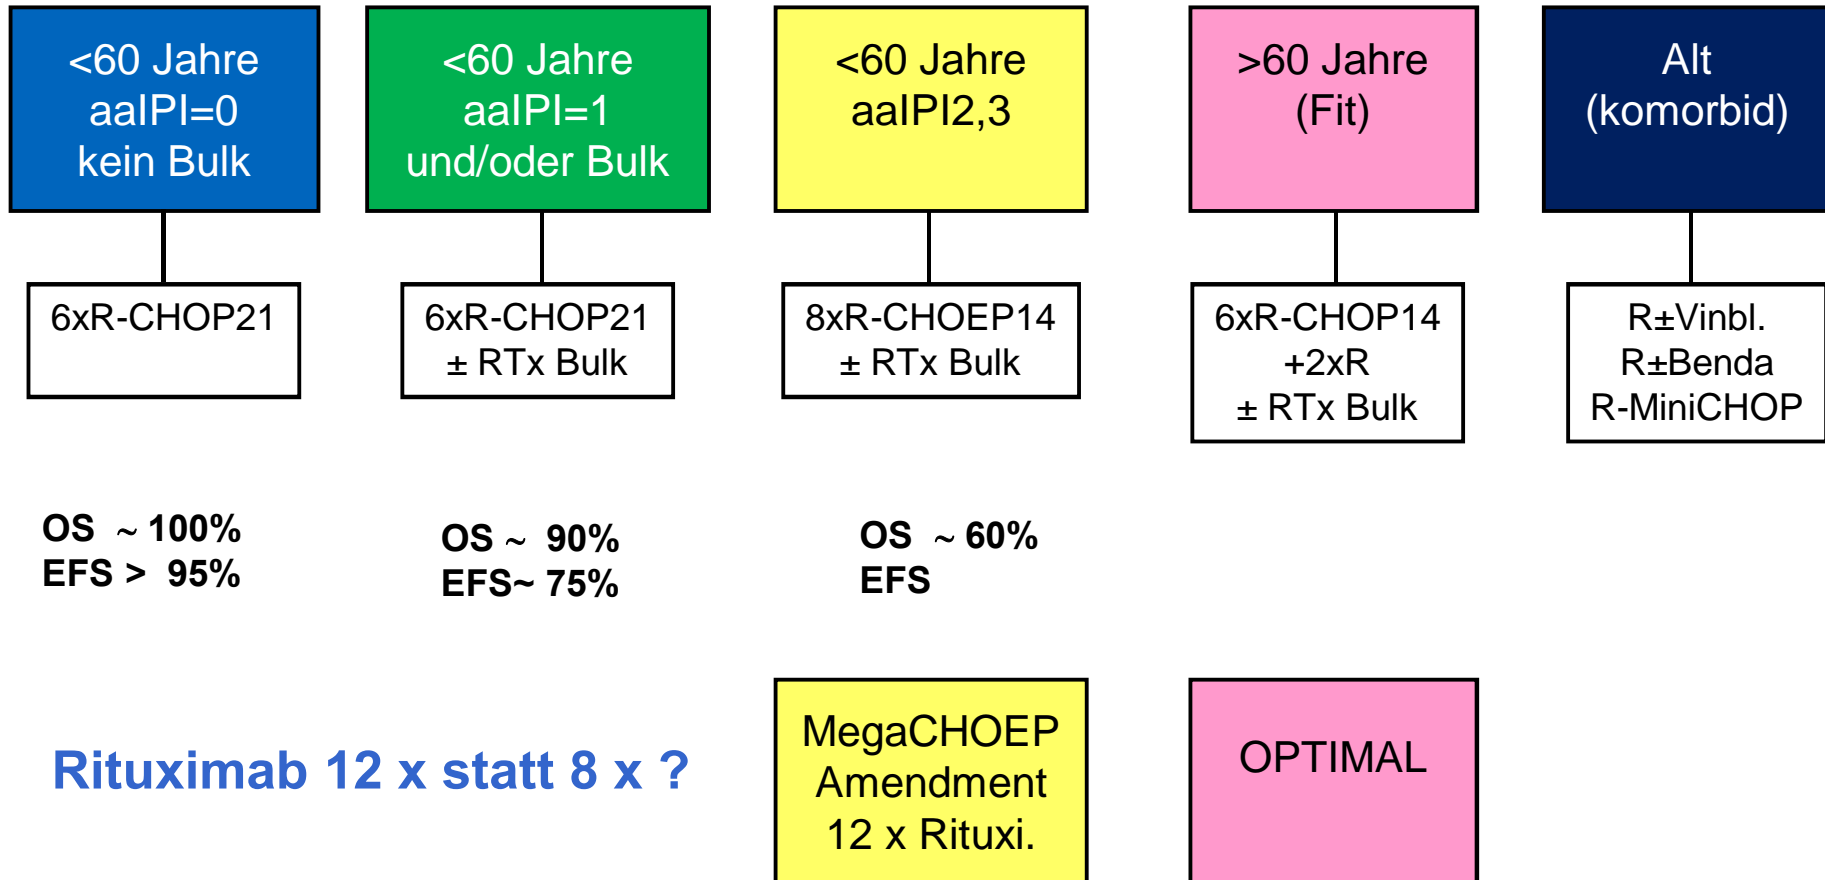 <60 Jahre
aaIPI=0
kein Bulk
<60 Jahre
aaIPI=1
und/oder Bulk
<60 Jahre
aaIPI2,3
>60 Jahre
(Fit)
Alt
(komorbid)
6xR-CHOP21
6xR-CHOP21
± RTx Bulk
8xR-CHOEP14
± RTx Bulk
6xR-CHOP14
+2xR
± RTx Bulk
R±Vinbl.
R±Benda
R-MiniCHOP
OS ~ 100%
EFS > 95%
OS ~ 90%
EFS~ 75%
OS ~ 60%
EFS
Rituximab 12 x statt 8 x ?
MegaCHOEP
Amendment
12 x Rituxi.
OPTIMAL